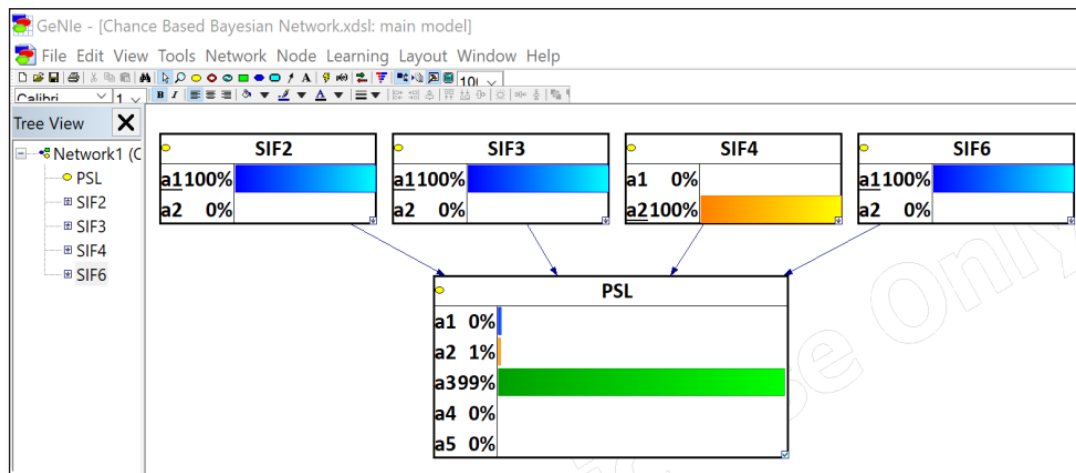 GeNIe - [Chance Based Bayesian Network.xdsl: main model]
File Edit View Tools Network Node Learning Layout Window Help
Calibri
B I A
Tree View X
Network1 (C
PSL
SIF2
SIF3
SIF4
SIF6
SIF2
a1 100%
a2 0%
SIF3
a1 100%
a2 0%
SIF4
a1 0%
a2 100%
SIF6
a1 100%
a2 0%
PSL
a1 0%
a2 1%
a3 99%
a4 0%
a5 0%
se Only